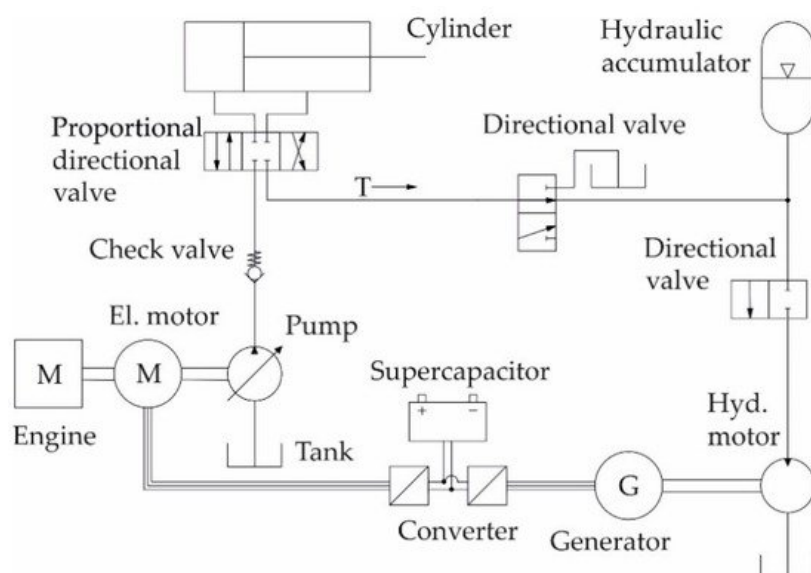 Cylinder
Hydraulic
accumulator
Proportional
directional
valve
Directional valve
T
Check valve
Directional
valve
El. motor
Pump
M
M
Engine
Supercapacitor
+ −
Hyd.
motor
Tank
G
Converter
Generator